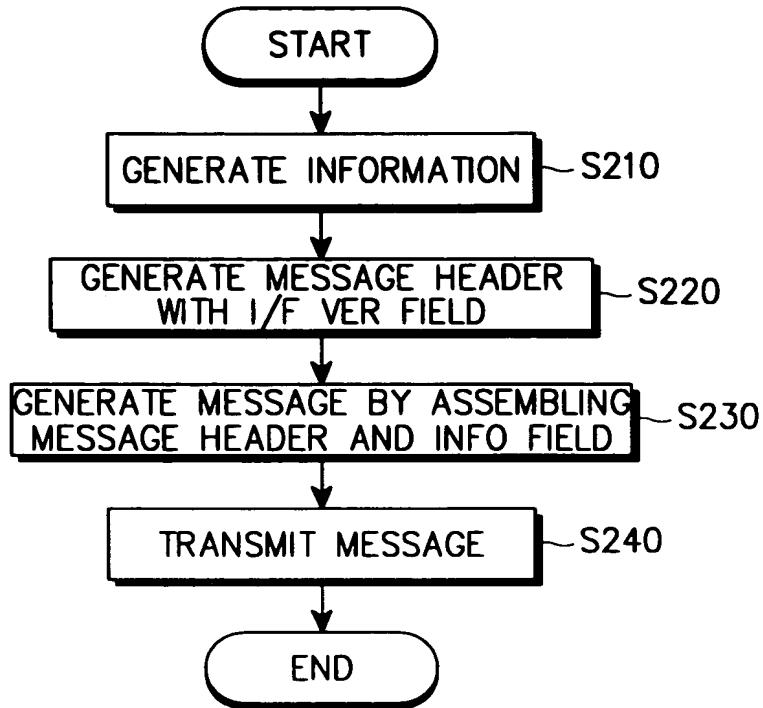 START
GENERATE INFORMATION
S210
GENERATE MESSAGE HEADER
WITH I/F VER FIELD
S220
GENERATE MESSAGE BY ASSEMBLING
MESSAGE HEADER AND INFO FIELD
S230
TRANSMIT MESSAGE
S240
END